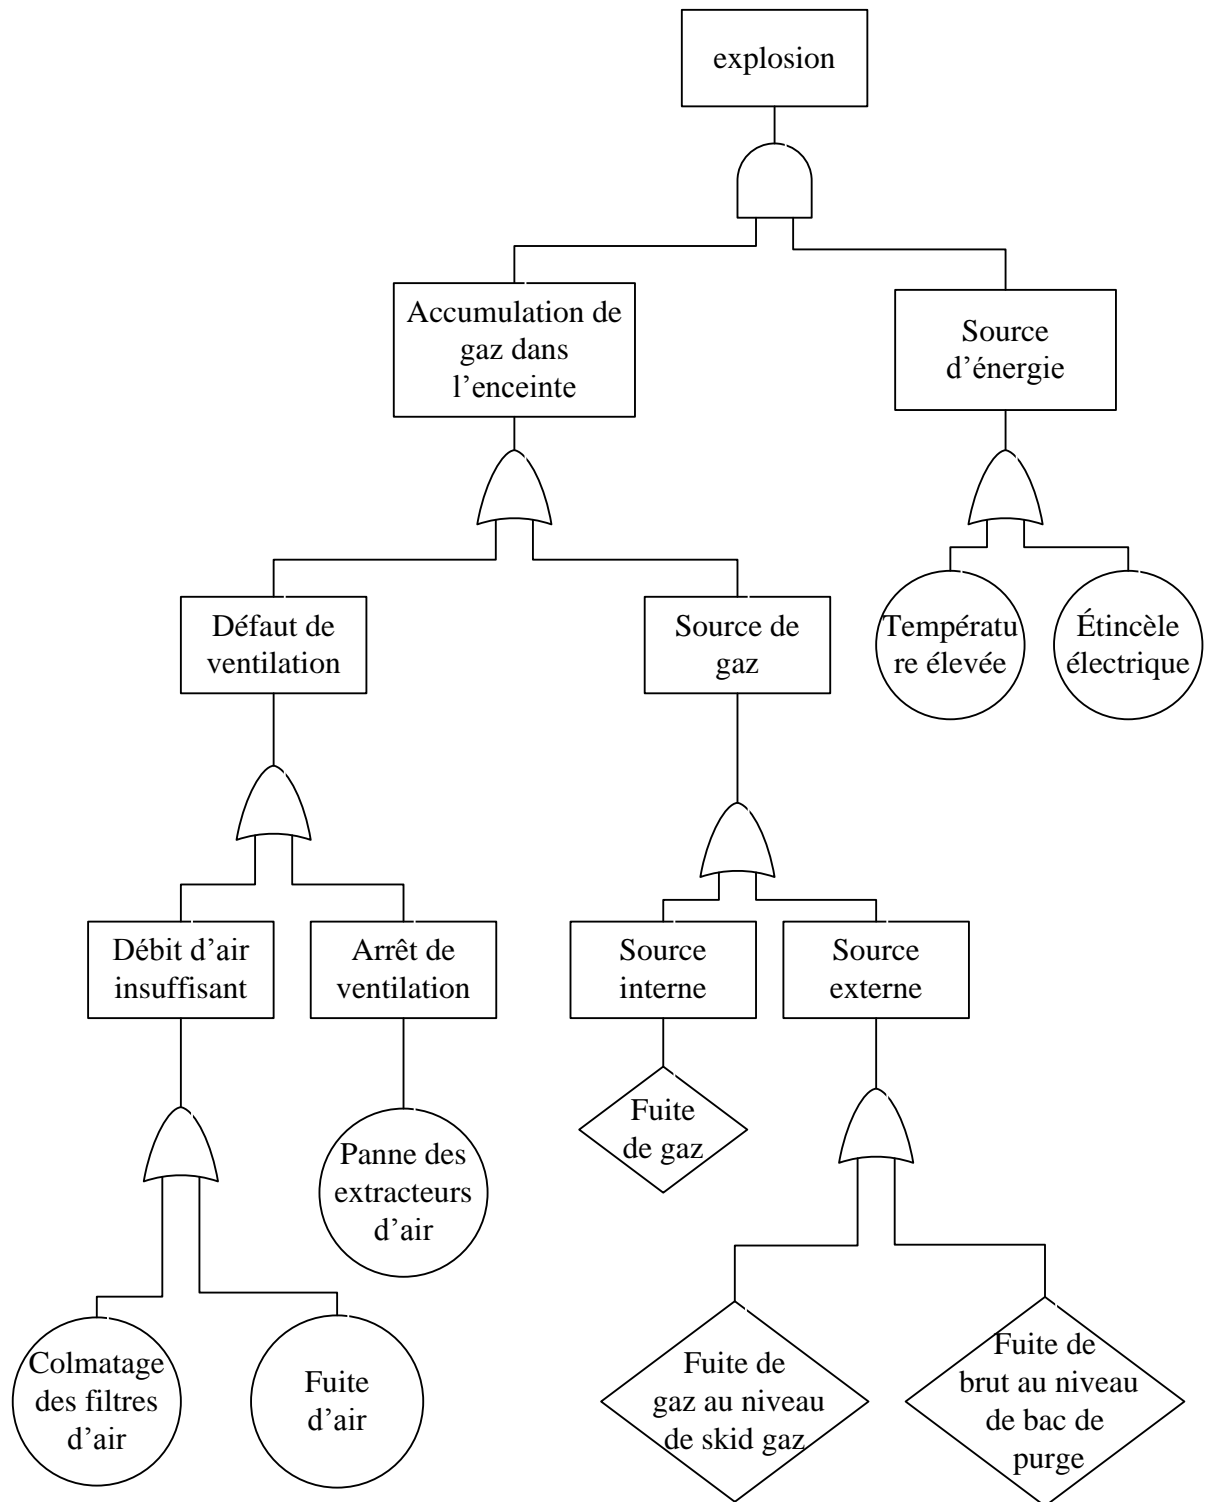 explosion
Accumulation de
gaz dans
l’enceinte
Source
d’énergie
Défaut de
ventilation
Source de
gaz
Températu
re élevée
Étincèle
électrique
Débit d’air
insuffisant
Arrêt de
ventilation
Source
interne
Source
externe
Fuite
de gaz
Panne des
extracteurs
d’air
Colmatage
des filtres
d’air
Fuite
d’air
Fuite de
gaz au niveau
de skid gaz
Fuite de
brut au niveau
de bac de
purge